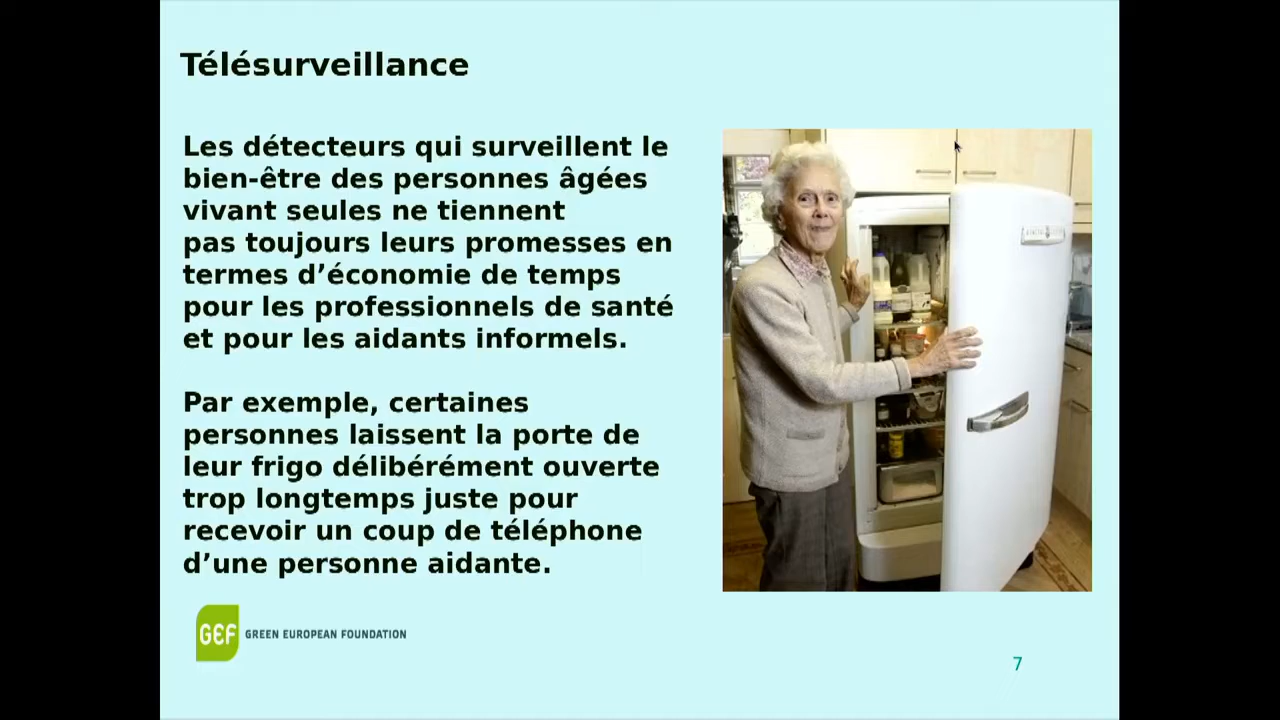 Télésurveillance
Les détecteurs qui surveillent le
bien-être des personnes âgées
vivant seules ne tiennent
pas toujours leurs promesses en
termes d’économie de temps
pour les professionnels de santé
et pour les aidants informels.
Par exemple, certaines
personnes laissent la porte de
leur frigo délibérément ouverte
trop longtemps juste pour
recevoir un coup de téléphone
d’une personne aidante.
GEF GREEN EUROPEAN FOUNDATION
7